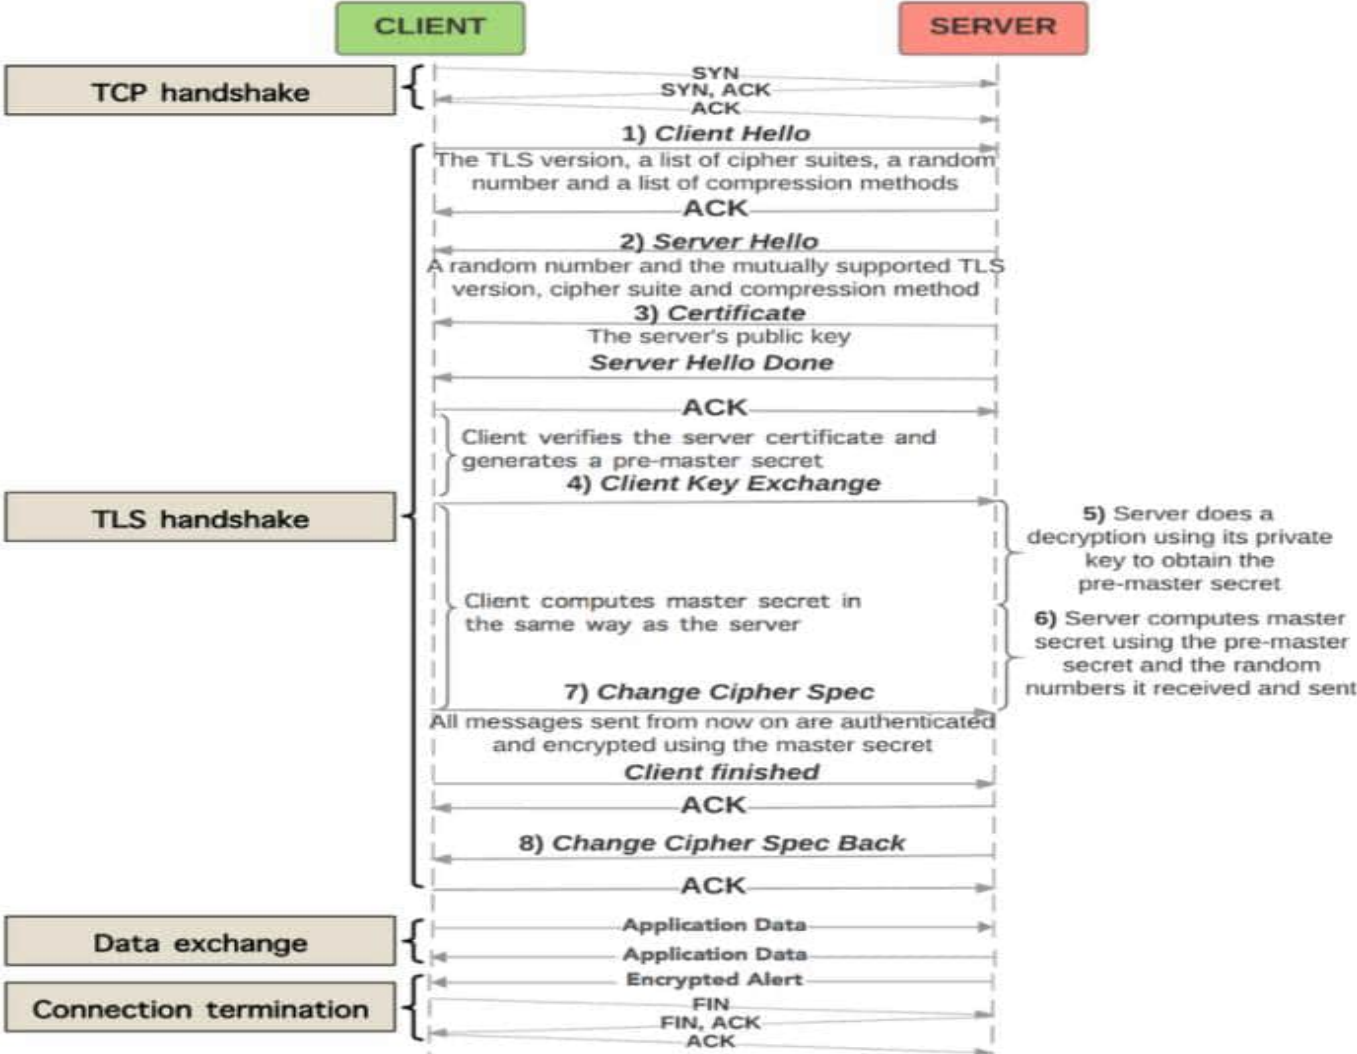 CLIENT
SERVER
TCP handshake
SYN
SYN, ACK
ACK
1) Client Hello
The TLS version, a list of cipher suites, a random
number and a list of compression methods
ACK
2) Server Hello
A random number and the mutually supported TLS
version, cipher suite and compression method
3) Certificate
The server's public key
Server Hello Done
ACK
Client verifies the server certificate and
generates a pre-master secret
4) Client Key Exchange
TLS handshake
5) Server does a
decryption using its private
key to obtain the
pre-master secret
Client computes master secret in
the same way as the server
6) Server computes master
secret using the pre-master
secret and the random
numbers it received and sent
7) Change Cipher Spec
All messages sent from now on are authenticated
and encrypted using the master secret
Client finished
ACK
8) Change Cipher Spec Back
ACK
Data exchange
Application Data
Application Data
Connection termination
Encrypted Alert
FIN
FIN, ACK
ACK